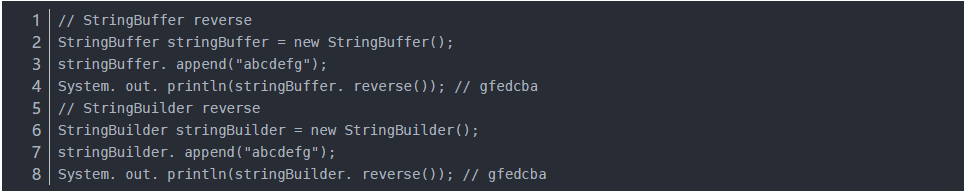 1 // StringBuffer reverse
2 StringBuffer stringBuffer = new StringBuffer();
3 stringBuffer. append("abcdefg");
4 System. out. println(stringBuffer. reverse()); // gfedcba
5 // StringBuilder reverse
6 StringBuilder stringBuilder = new StringBuilder();
7 stringBuilder. append("abcdefg");
8 System. out. println(stringBuilder. reverse()); // gfedcba